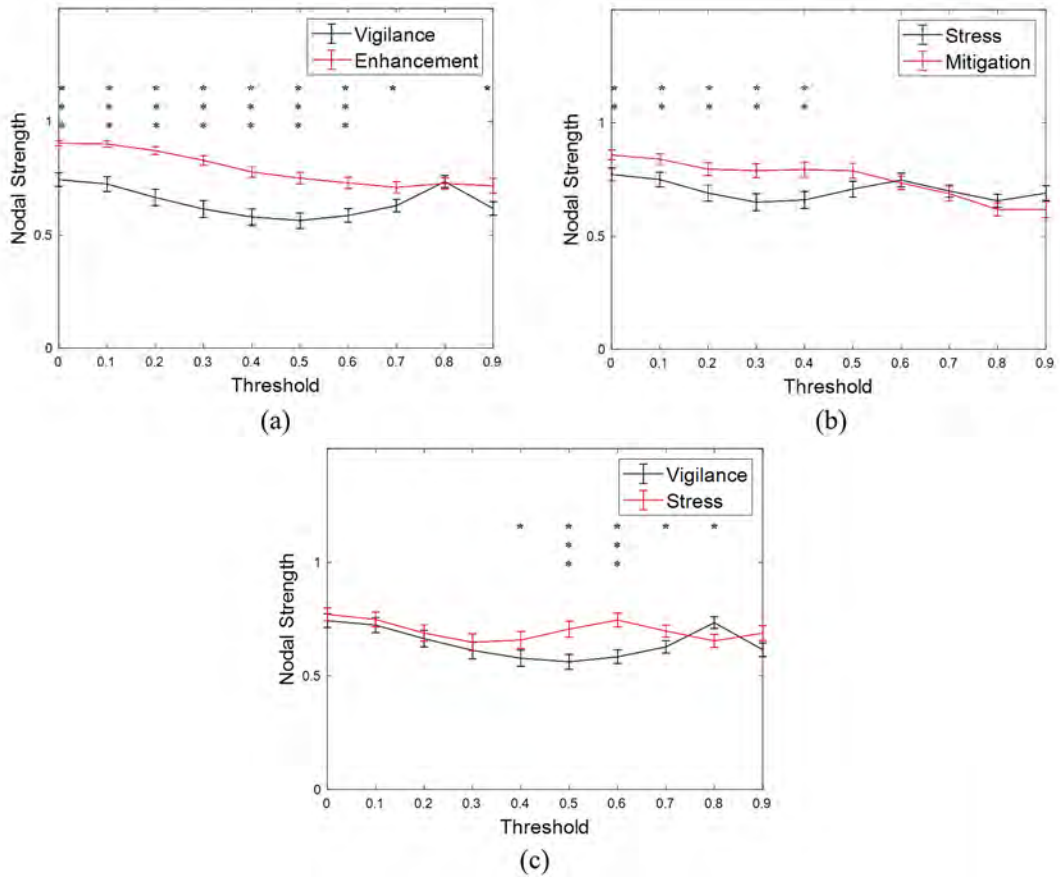 Vigilance
Enhancement
* * * * * * * * *
* * * * * * *
* * * * * * *
1
0.5
0
Nodal Strength
0 0.1 0.2 0.3 0.4 0.5 0.6 0.7 0.8 0.9
Threshold
(a)
Stress
Mitigation
* * * * *
* * * * *
1
0.5
0
Nodal Strength
0 0.1 0.2 0.3 0.4 0.5 0.6 0.7 0.8 0.9
Threshold
(b)
Vigilance
Stress
* * * * *
* *
* *
1
0.5
0
Nodal Strength
0 0.1 0.2 0.3 0.4 0.5 0.6 0.7 0.8 0.9
Threshold
(c)